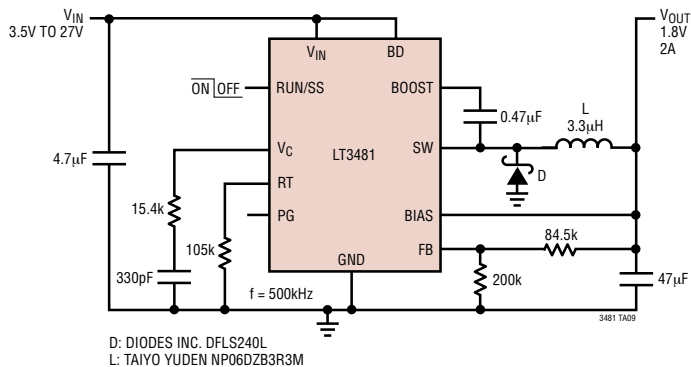 VIN
3.5V TO 27V
VOUT
1.8V
2A
VIN
BD
ON OFF
RUN/SS
BOOST
0.47µF
L
3.3µH
4.7µF
VC
LT3481
SW
RT
D
15.4k
PG
BIAS
84.5k
105k
FB
GND
330pF
f = 500kHz
200k
47µF
3481 TA09
D: DIODES INC. DFLS240L
L: TAIYO YUDEN NP06DZB3R3M